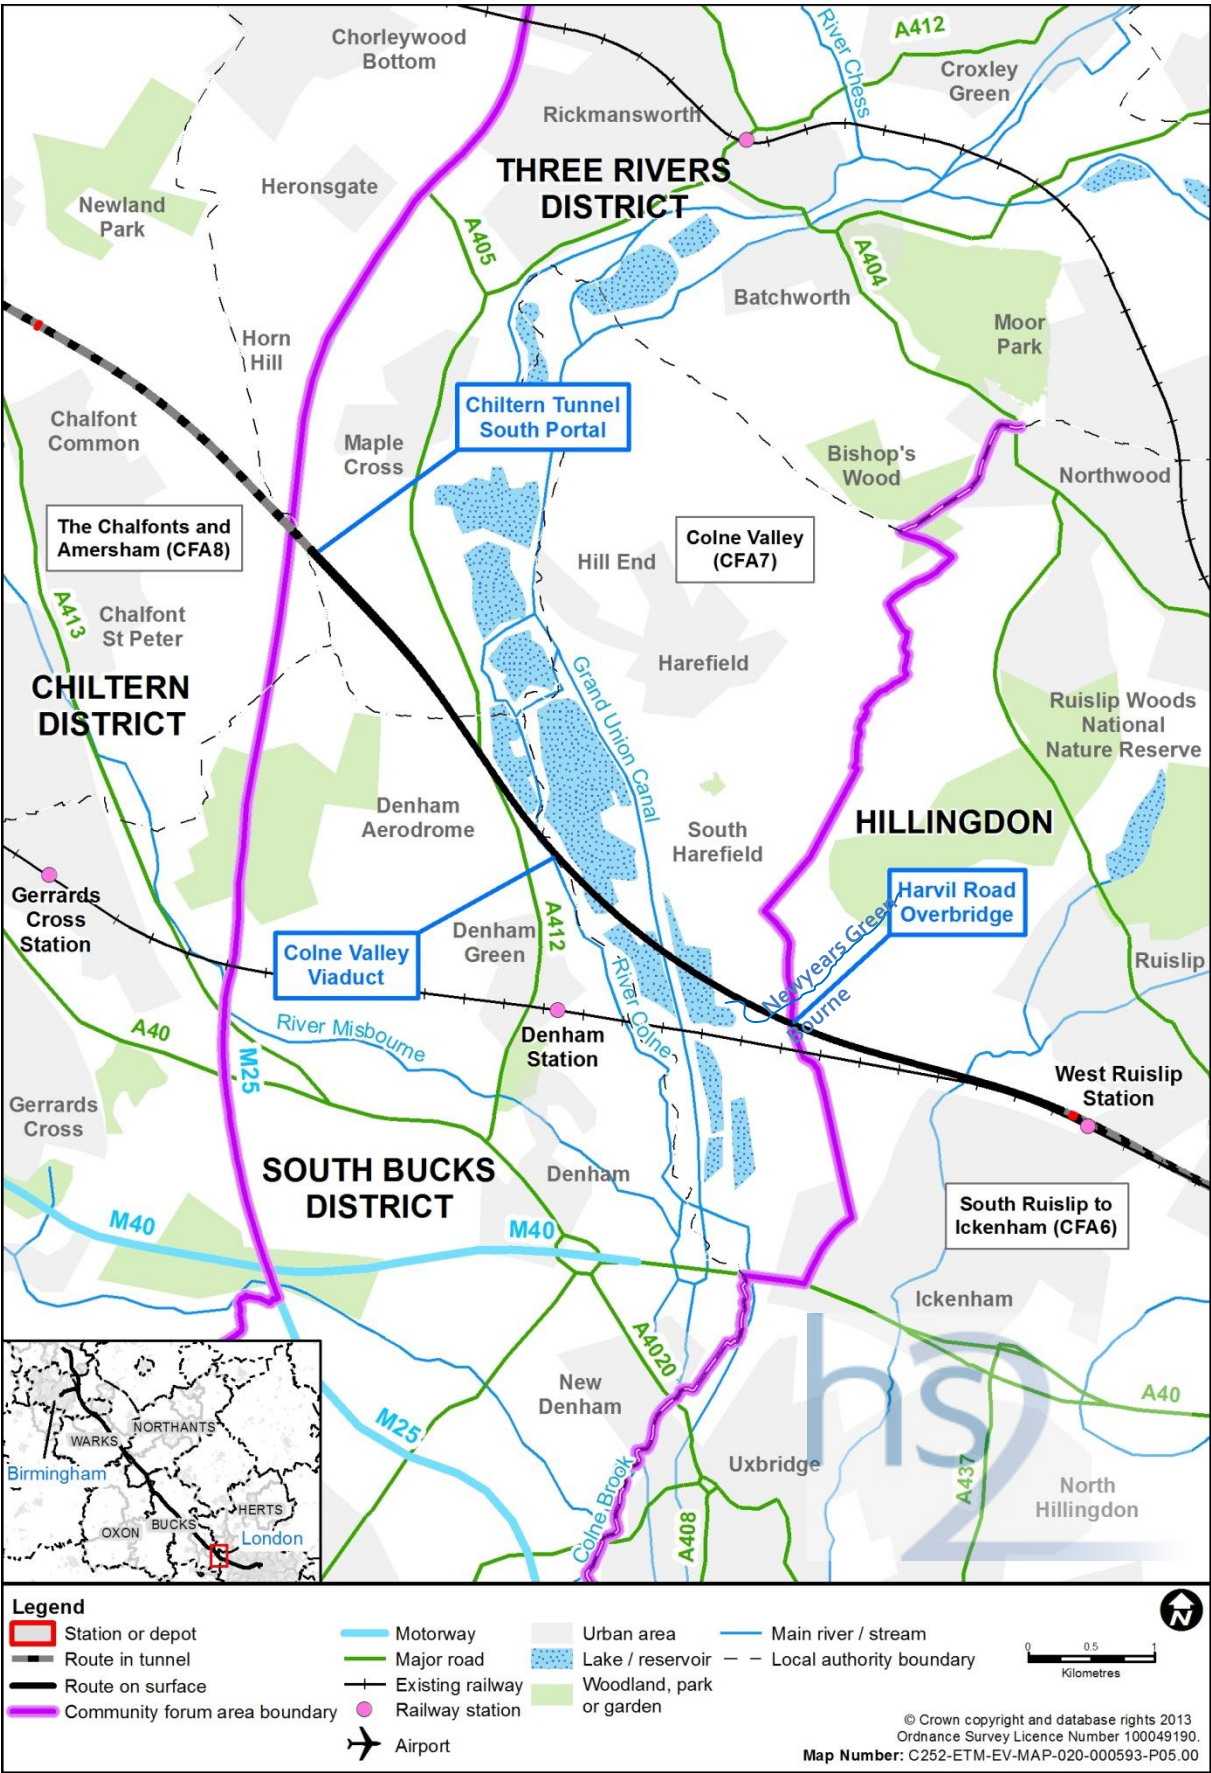 Chorleywood
Bottom
River Chess
A412
Croxley
Green
Rickmansworth
THREE RIVERS
DISTRICT
Heronsgate
Newland
Park
A405
A404
Batchworth
Moor
Park
Horn
Hill
Chiltern Tunnel
South Portal
Chalfont
Common
Maple
Cross
Bishop's
Wood
Northwood
The Chalfonts and
Amersham (CFA8)
Colne Valley
(CFA7)
Hill End
A413
Chalfont
St Peter
Harefield
Grand Union Canal
CHILTERN
DISTRICT
Ruislip Woods
National
Nature Reserve
Denham
Aerodrome
South
Harefield
HILLINGDON
Gerrards
Cross
Station
Harvil Road
Overbridge
A412
Denham
Green
Colne Valley
Viaduct
Newyears Green
Bourne
Ruislip
River Colne
River Misbourne
A40
Denham
Station
M25
West Ruislip
Station
Gerrards
Cross
SOUTH BUCKS
DISTRICT
Denham
South Ruislip to
Ickenham (CFA6)
M40
M40
Ickenham
A4020
hs2
New
Denham
A40
M25
Uxbridge
A437
North
Hillingdon
Colne Brook
A408
NORTHANTS
WARKS
Birmingham
HERTS
BUCKS
OXON
London
Legend
Station or depot
Route in tunnel
Route on surface
Community forum area boundary
Motorway
Major road
Existing railway
Railway station
Airport
Urban area
Lake / reservoir
Woodland, park
or garden
Main river / stream
Local authority boundary
N
0 0.5 1
Kilometres
© Crown copyright and database rights 2013
Ordnance Survey Licence Number 100049190.
Map Number: C252-ETM-EV-MAP-020-000593-P05.00